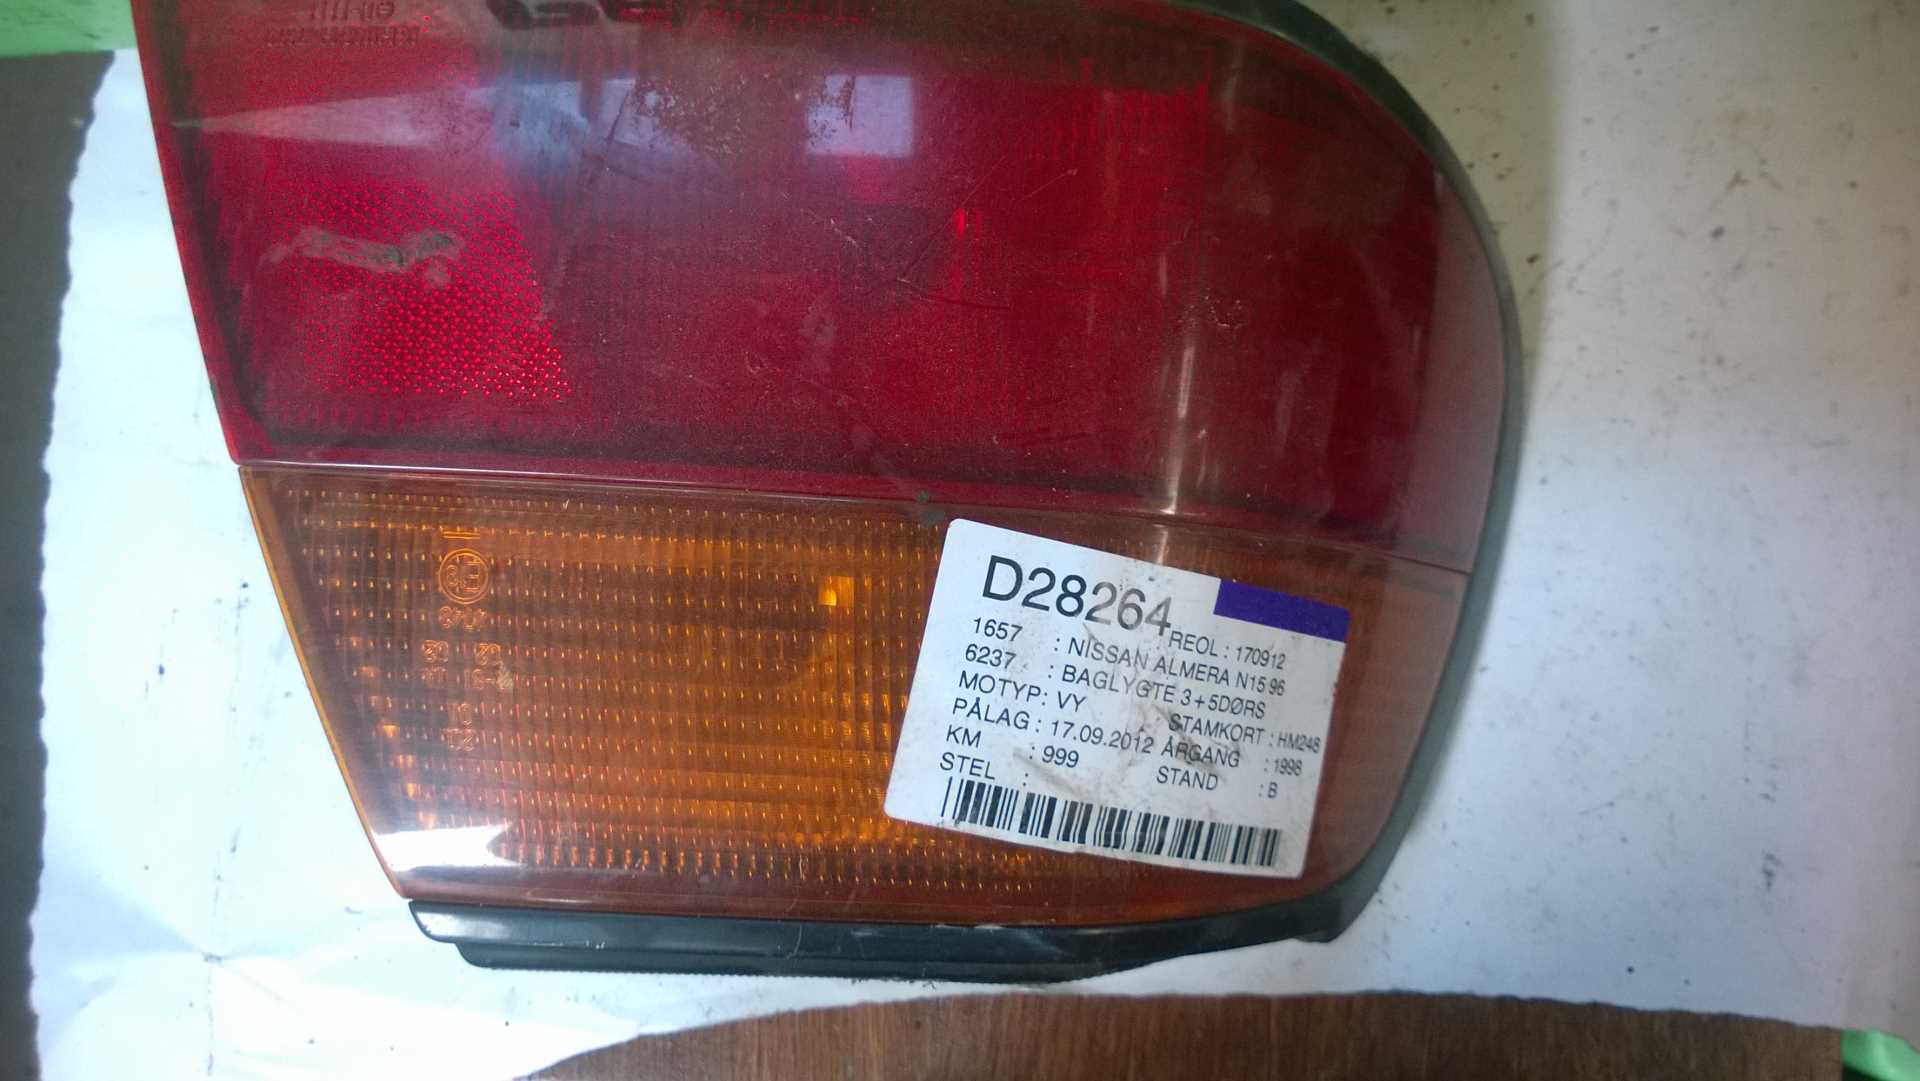 D28264 REOL : 170912
1657 : NISSAN ALMERA N15 96
6237 : BAGLYGTE 3+5DØRS
MOTYP : VY STAMKORT : HM248
PÅLAG : 17.09.2012 ÅRGANG : 1998
KM : 999 STAND : B
STEL :